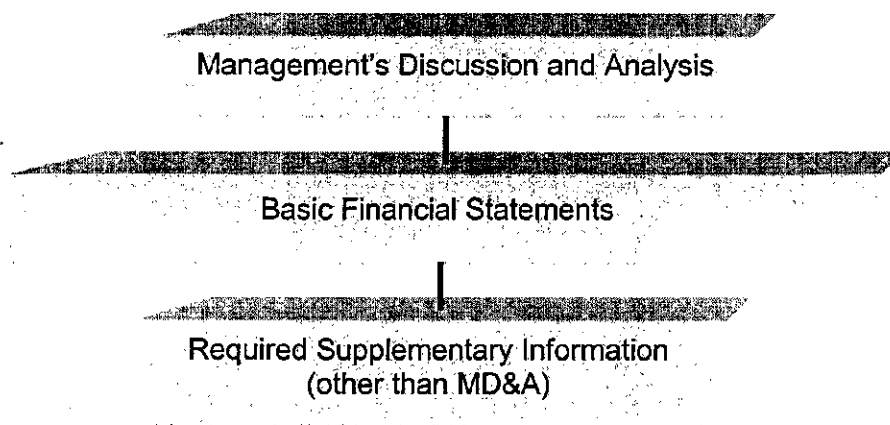 Management's Discussion and Analysis
Basic Financial Statements
Required Supplementary Information
(other than MD&A)